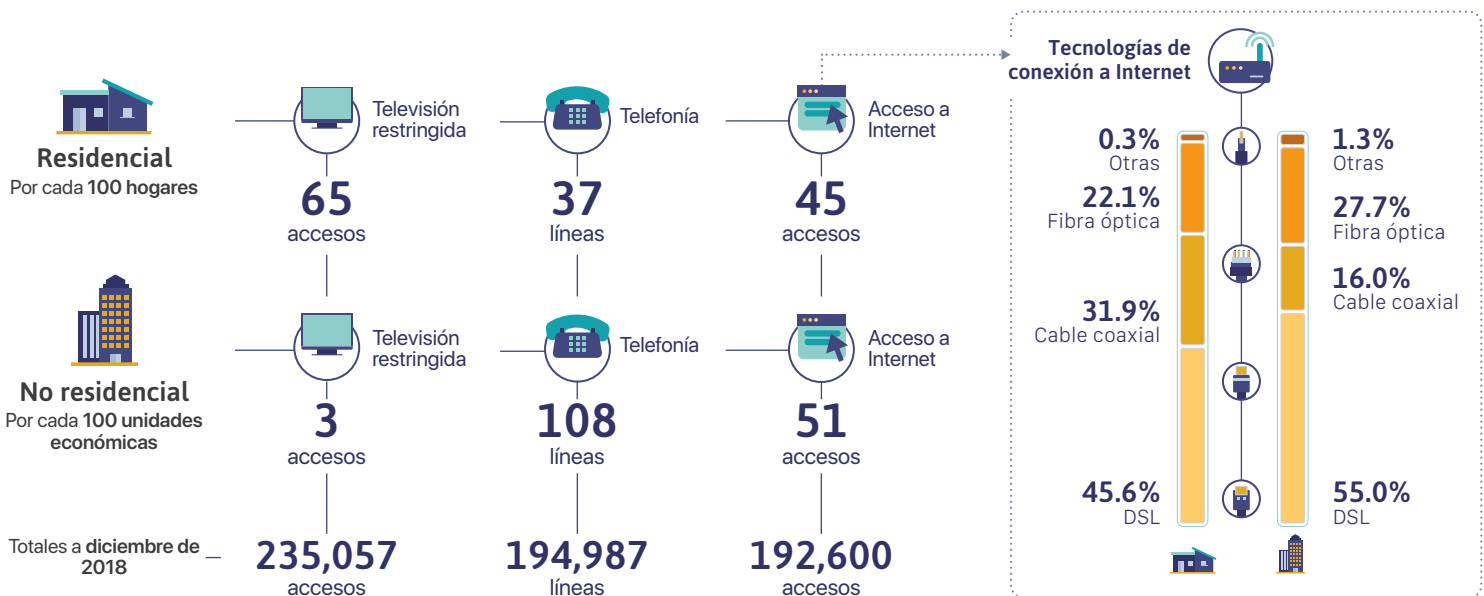 Residencial
Por cada 100 hogares
Televisión
restringida
65
accesos
Telefonía
37
líneas
Acceso a
Internet
45
accesos
No residencial
Por cada 100 unidades
económicas
Televisión
restringida
3
accesos
Telefonía
108
líneas
Acceso a
Internet
51
accesos
Totales a diciembre de
2018
235,057
accesos
194,987
líneas
192,600
accesos
Tecnologías de
conexión a Internet
0.3%
Otras
22.1%
Fibra óptica
31.9%
Cable coaxial
45.6%
DSL
1.3%
Otras
27.7%
Fibra óptica
16.0%
Cable coaxial
55.0%
DSL